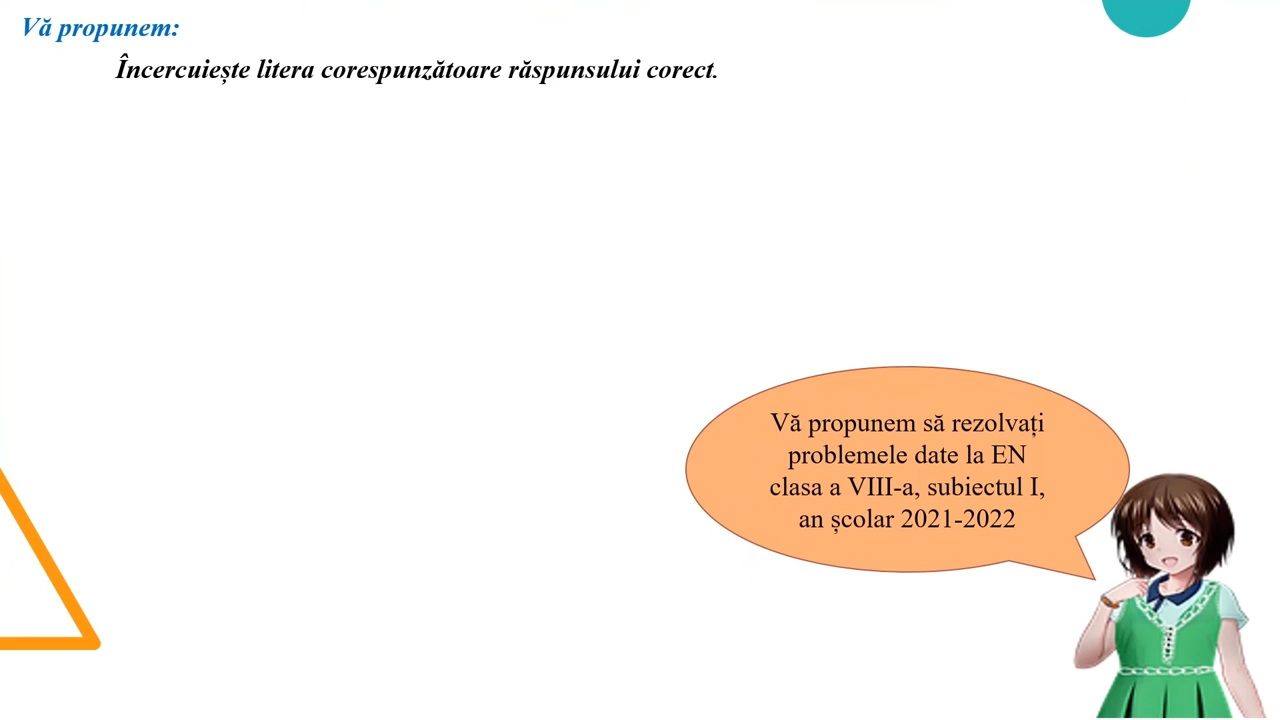 Vă propunem:
Încercuiește litera corespunzătoare răspunsului corect.
Vă propunem să rezolvați
problemele date la EN
clasa a VIII-a, subiectul I,
an școlar 2021-2022